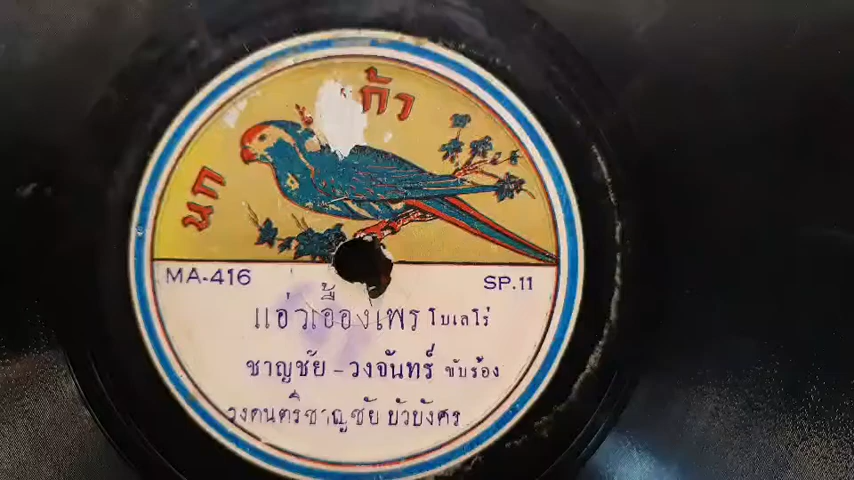 นก
ก้ว
MA-416
SP.11
แอ่วเอื้องแพร โบเลโร่
ชาญชัย - วงจันทร์ ขับร้อง
วงดนตรีชาญชัย บัวบังศร